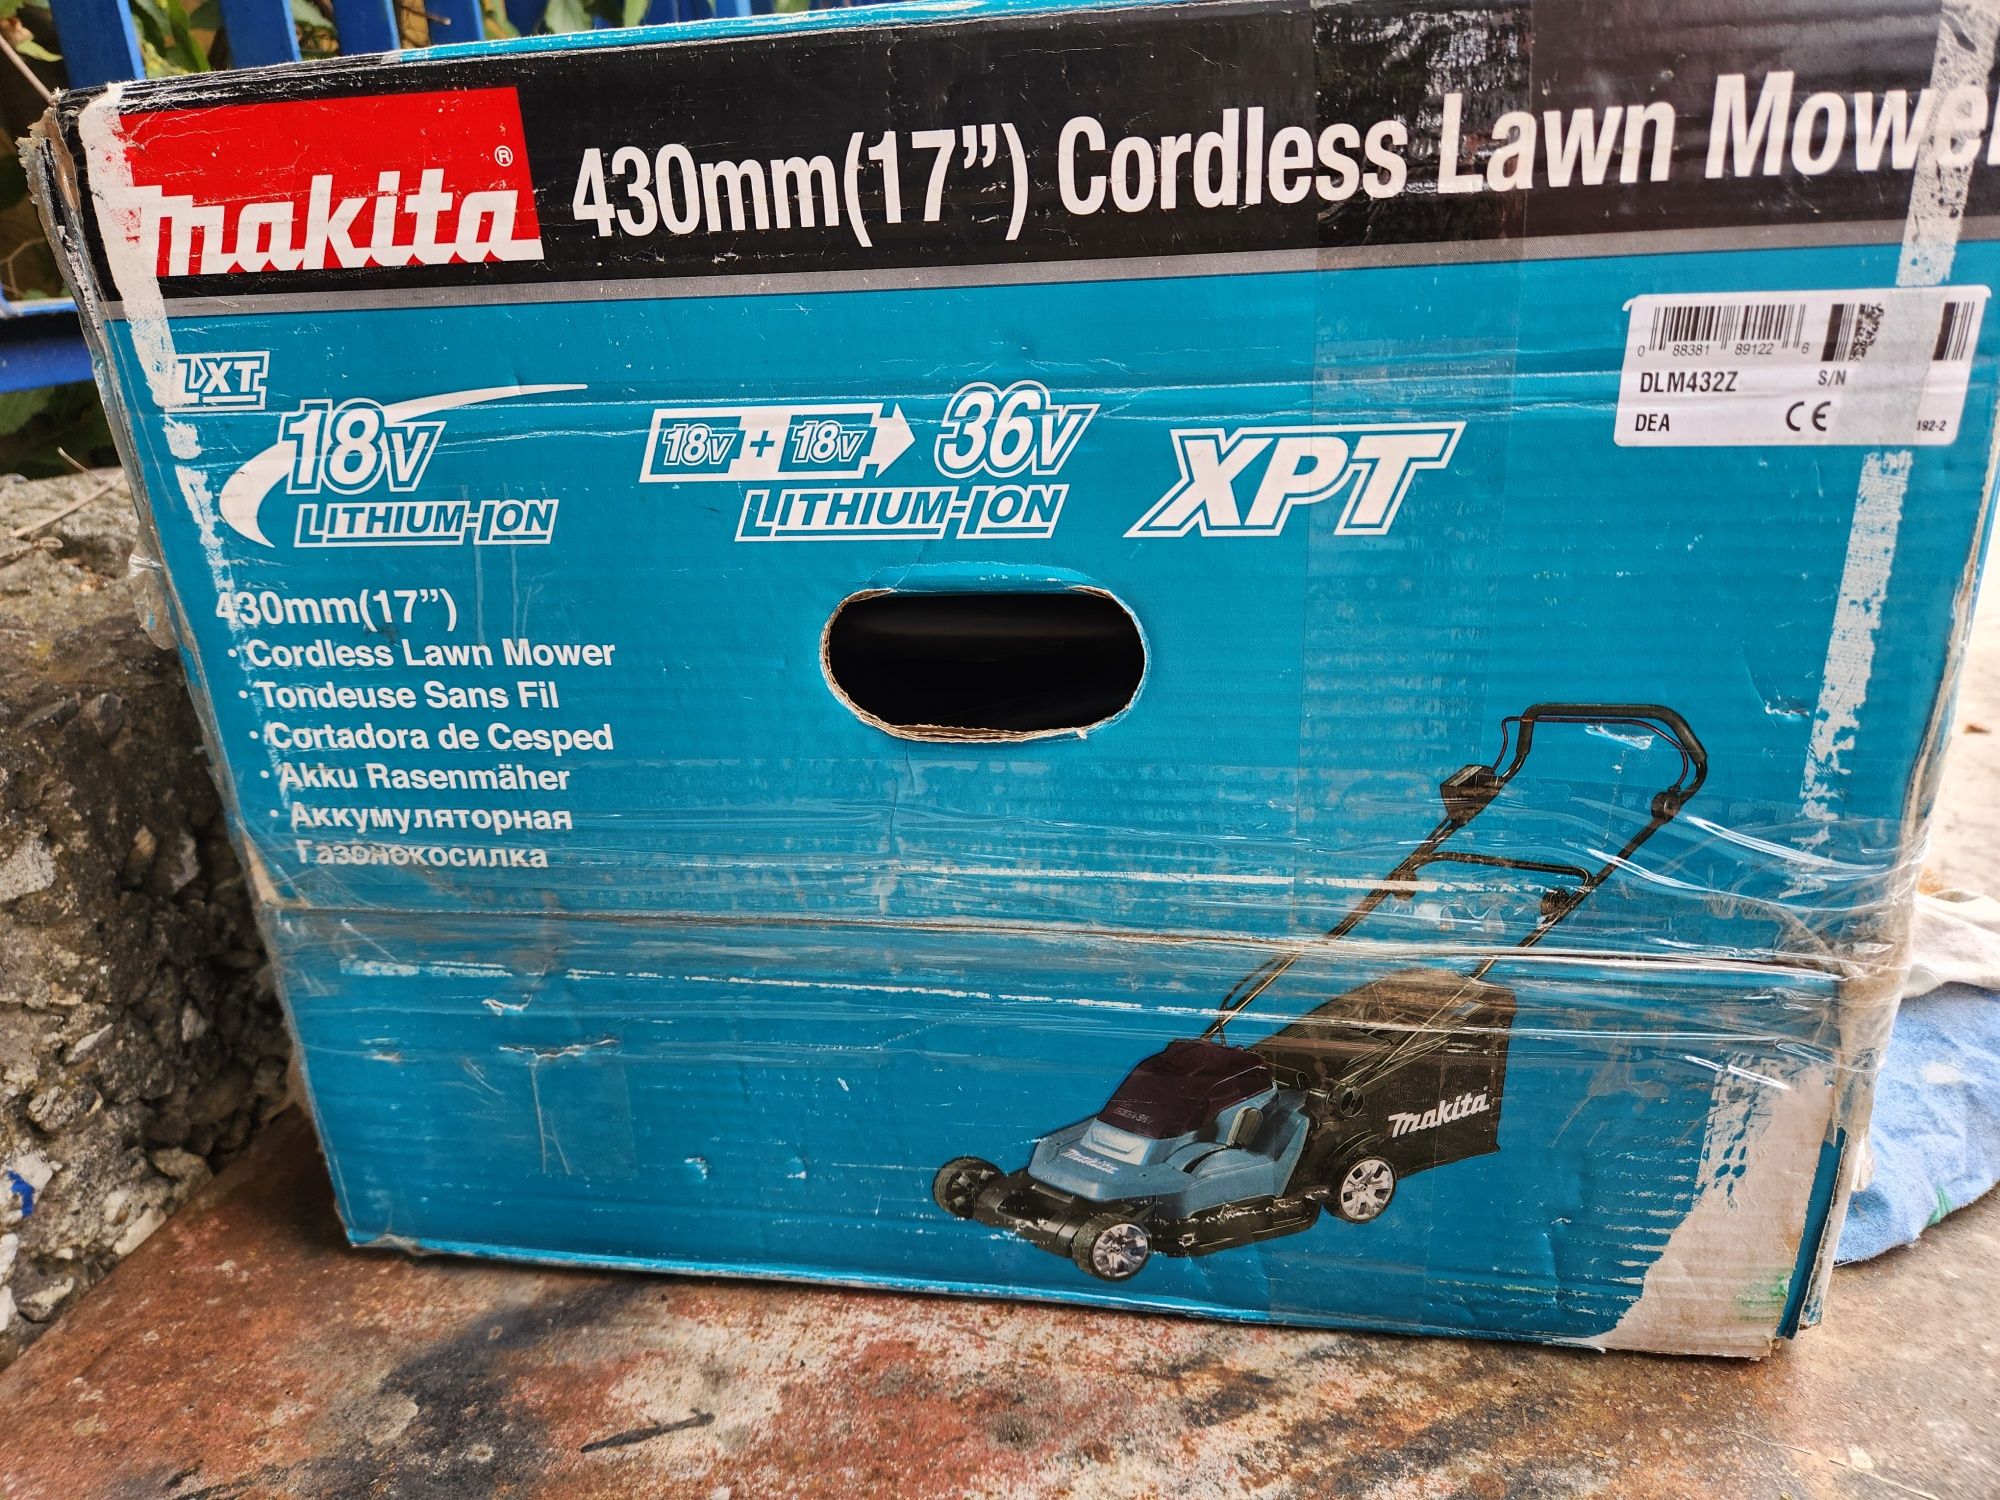 makita®
430mm(17") Cordless Lawn Mower
0 88381 89122 6
DLM432Z S/N
DEA CE 192-2
LXT
18V
LITHIUM-ION
18V + 18V 36V
LITHIUM-ION
XPT
430mm(17")
· Cordless Lawn Mower
· Tondeuse Sans Fil
· Cortadora de Cesped
· Akku Rasenmäher
· Аккумуляторная
Газонокосилка
makita
makita